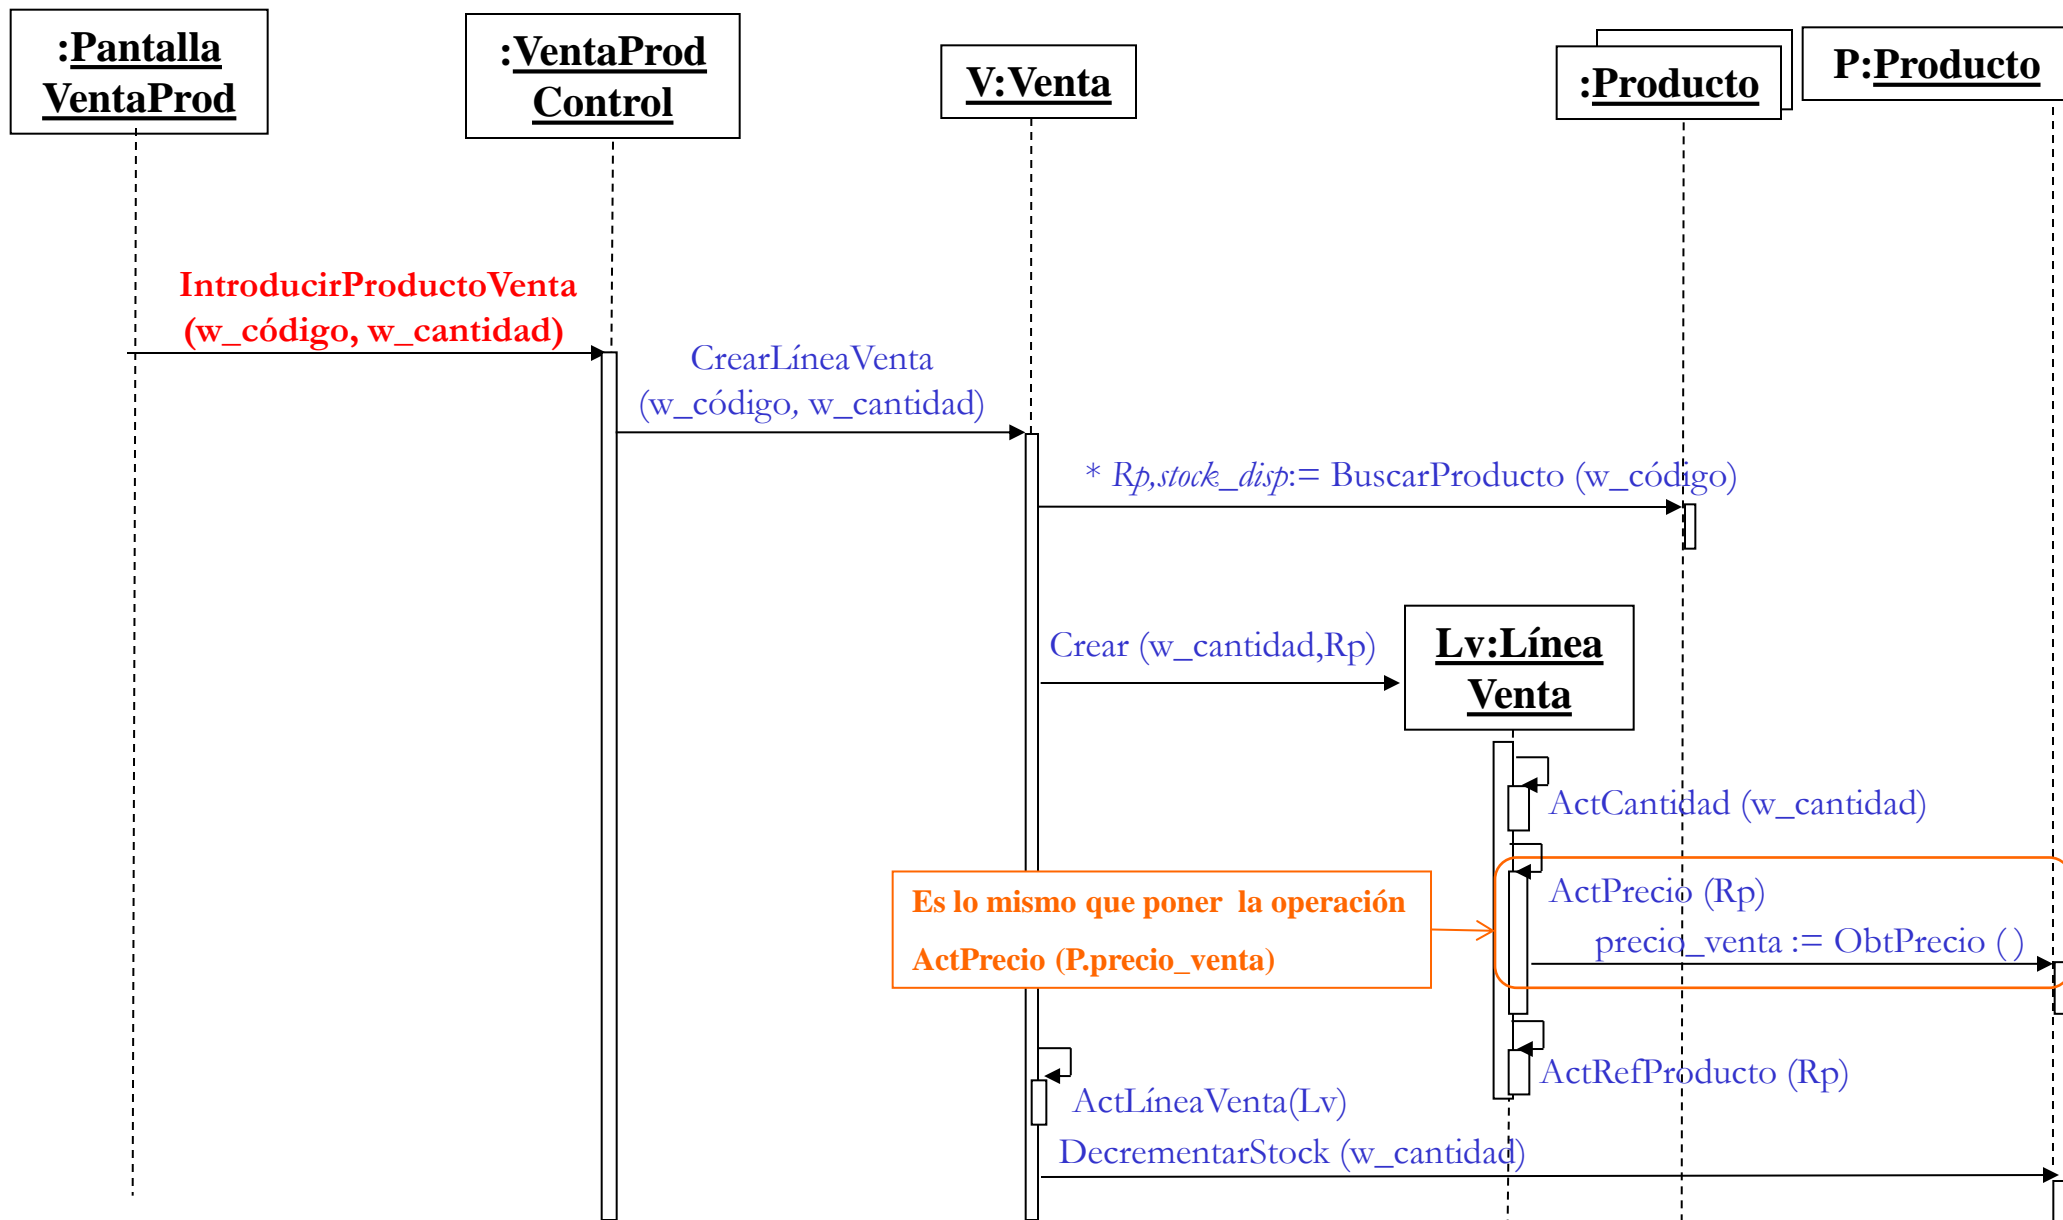 :Pantalla
VentaProd
:VentaProd
Control
V:Venta
:Producto
P:Producto
IntroducirProductoVenta
(w_código, w_cantidad)
CrearLíneaVenta
(w_código, w_cantidad)
* Rp,stock_disp:= BuscarProducto (w_código)
Crear (w_cantidad,Rp)
Lv:Línea
Venta
ActCantidad (w_cantidad)
Es lo mismo que poner la operación
ActPrecio (P.precio_venta)
ActPrecio (Rp)
precio_venta := ObtPrecio ( )
ActRefProducto (Rp)
ActLíneaVenta(Lv)
DecrementarStock (w_cantidad)